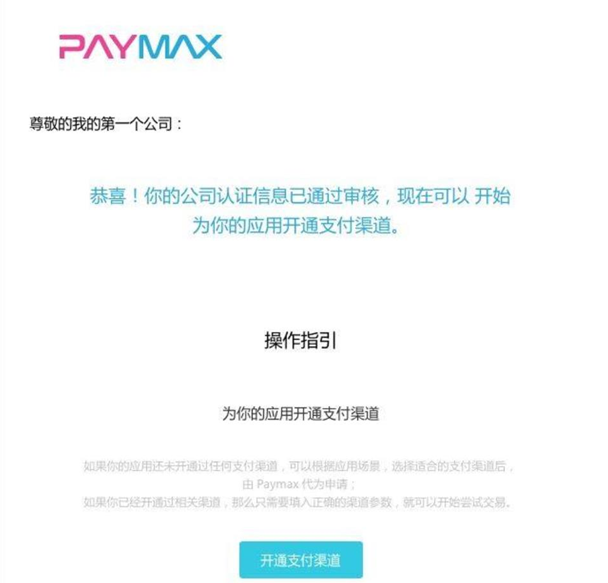 PAYMAX
尊敬的我的第一个公司：
恭喜！你的公司认证信息已通过审核，现在可以 开始
为你的应用开通支付渠道。
操作指引
为你的应用开通支付渠道
如果你的应用还未开通过任何支付渠道，可以根据应用场景，选择适合的支付渠道后，
由 Paymax 代为申请；
如果你已经开通过相关渠道，那么只需要填入正确的渠道参数，就可以开始尝试交易。
开通支付渠道